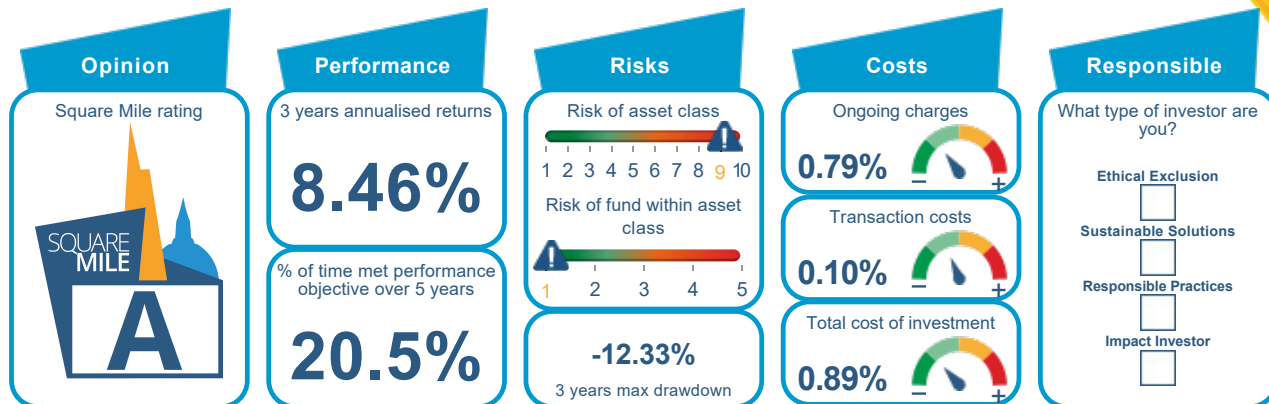 Opinion
Square Mile rating
SQUARE
MILE
A
Performance
3 years annualised returns
8.46%
% of time met performance
objective over 5 years
20.5%
Risks
Risk of asset class
1 2 3 4 5 6 7 8 9 10
Risk of fund within asset
class
1 2 3 4 5
-12.33%
3 years max drawdown
Costs
Ongoing charges
0.79%
− +
Transaction costs
0.10%
− +
Total cost of investment
0.89%
− +
Responsible
What type of investor are
you?
Ethical Exclusion
Sustainable Solutions
Responsible Practices
Impact Investor